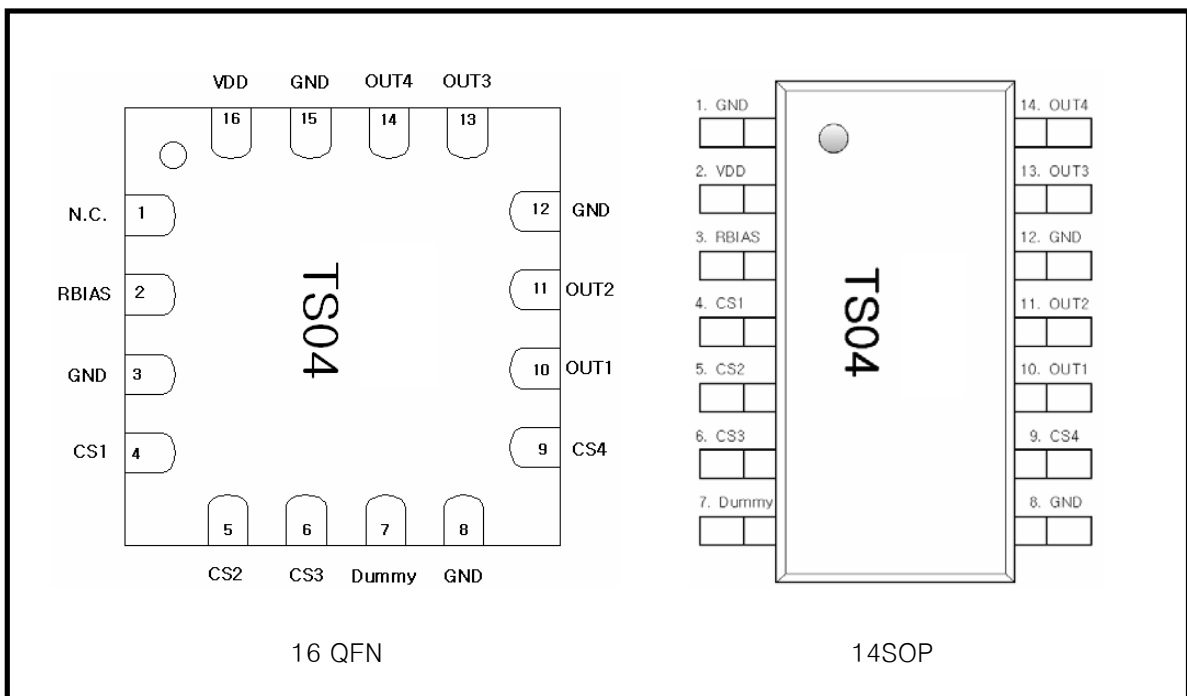 VDD GND OUT4 OUT3
16 15 14 13
N.C. 1
RBIAS 2
GND 3
CS1 4
12 GND
11 OUT2
10 OUT1
9 CS4
TS04
5 6 7 8
CS2 CS3 Dummy GND
16 QFN
1. GND
2. VDD
3. RBIAS
4. CS1
5. CS2
6. CS3
7. Dummy
TS04
14. OUT4
13. OUT3
12. GND
11. OUT2
10. OUT1
9. CS4
8. GND
14SOP